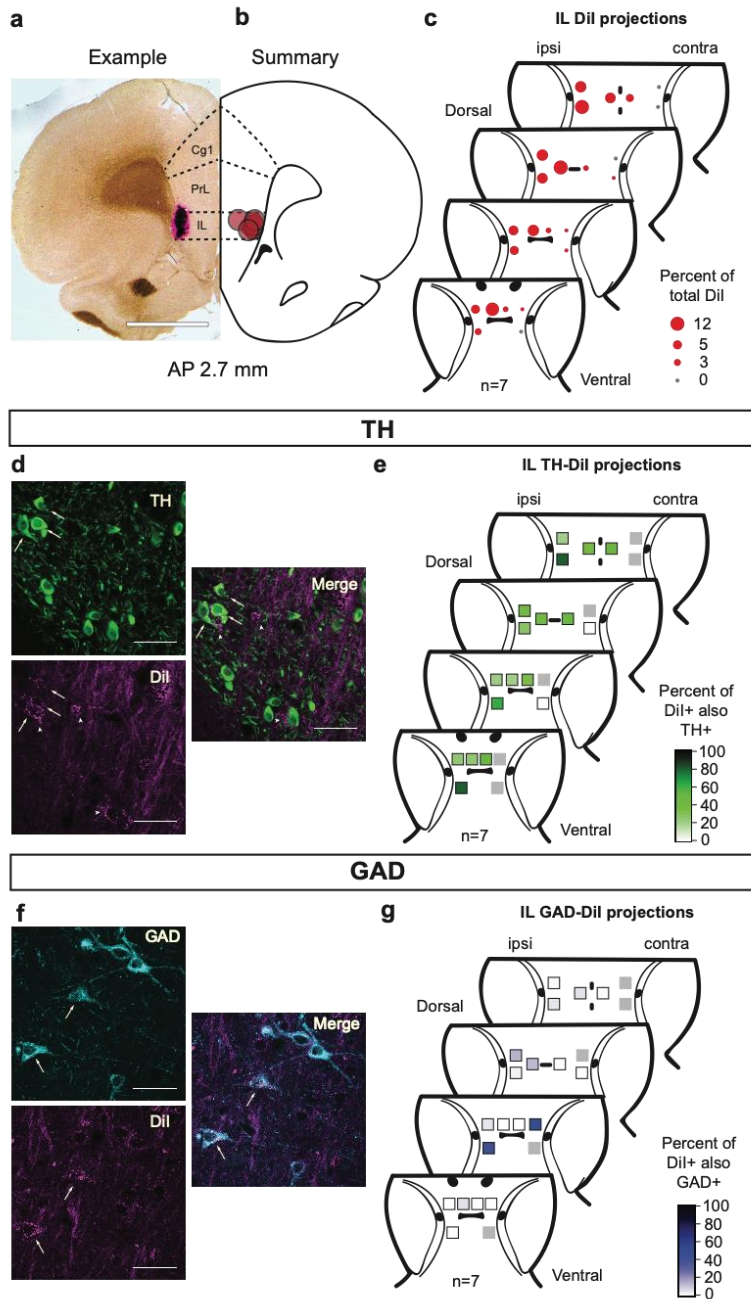 a
b
c
Example
Summary
IL DiI projections
ipsi
contra
Dorsal
Cg1
PrL
IL
Percent of
total DiI
12
5
3
0
AP 2.7 mm
n=7
Ventral
TH
d
e
IL TH-DiI projections
TH
ipsi
contra
Dorsal
Merge
DiI
Percent of
DiI+ also
TH+
100
80
60
40
20
0
n=7
Ventral
GAD
f
g
IL GAD-DiI projections
GAD
ipsi
contra
Dorsal
Merge
DiI
Percent of
DiI+ also
GAD+
100
80
60
40
20
0
n=7
Ventral